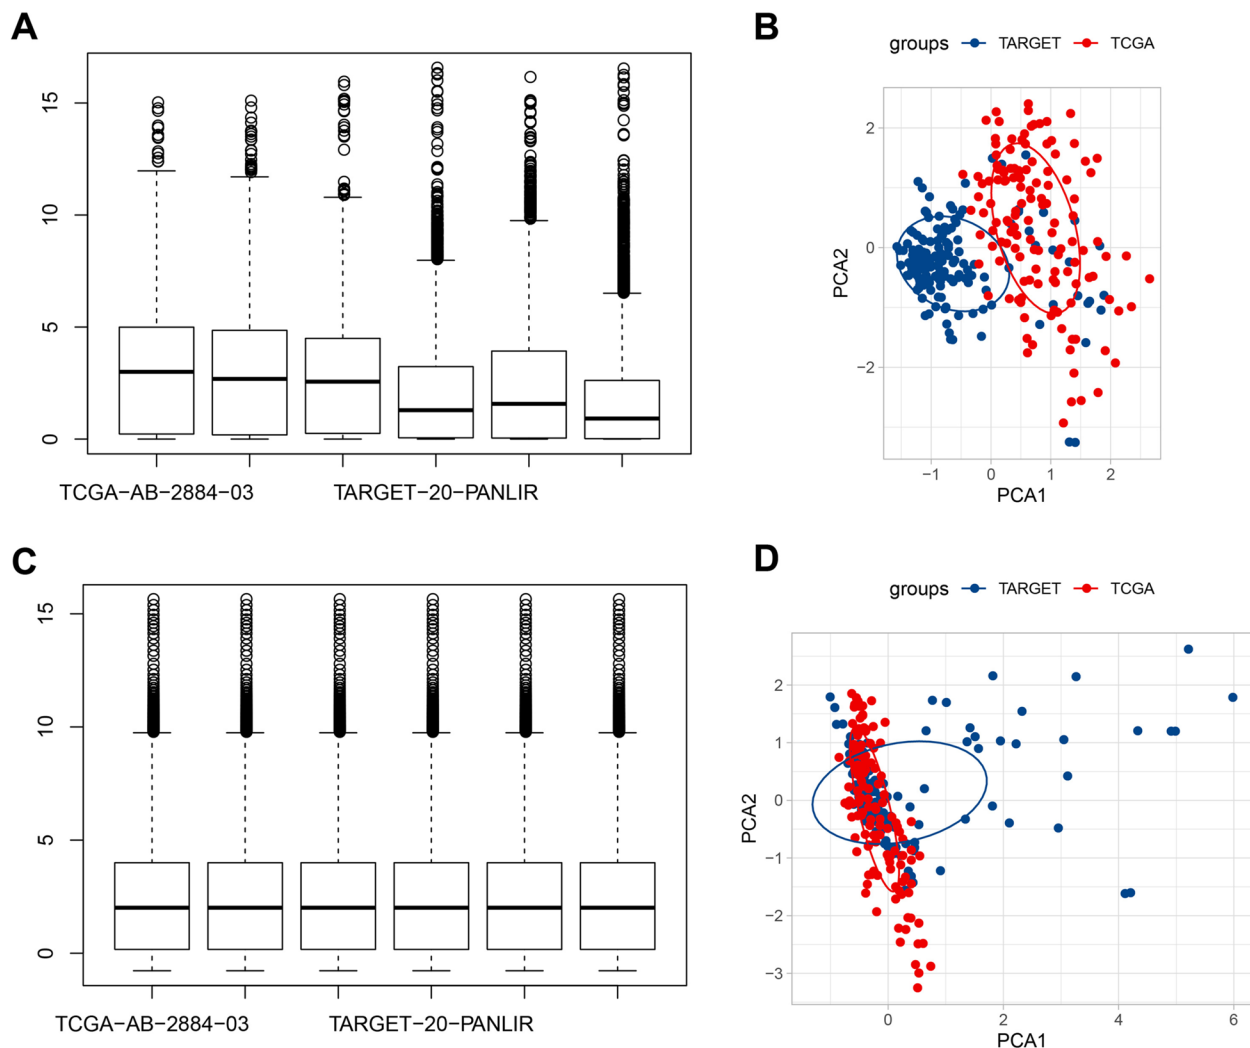 A
15
10
5
0
TCGA−AB−2884−03 TARGET−20−PANLIR
B
groups TARGET TCGA
2
0
−2
PCA2
−1 0 1 2
PCA1
C
15
10
5
0
TCGA−AB−2884−03 TARGET−20−PANLIR
D
groups TARGET TCGA
2
1
0
−1
−2
−3
PCA2
0 2 4 6
PCA1